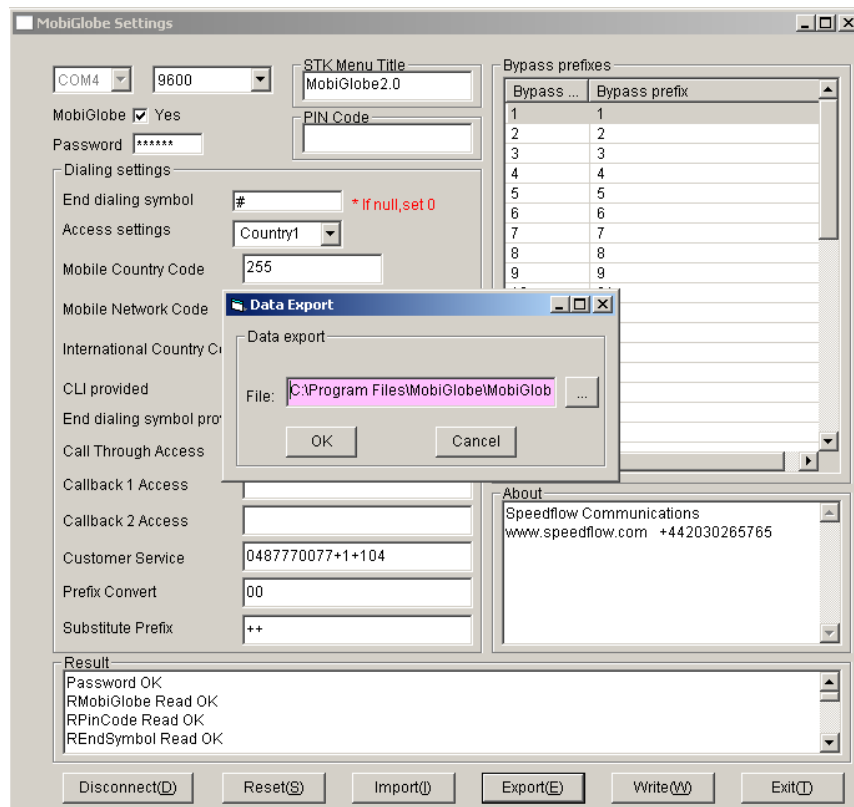 MobiGlobe Settings
COM4
9600
MobiGlobe Yes
Password ******
STK Menu Title
MobiGlobe2.0
PIN Code
Dialing settings
End dialing symbol # * If null,set 0
Access settings Country1
Mobile Country Code 255
Mobile Network Code
International Country
CLI provided
End dialing symbol
Call Through Access
Callback 1 Access
Callback 2 Access
Customer Service 0487770077+1+104
Prefix Convert 00
Substitute Prefix ++
Data Export
Data export
File: C:\Program Files\MobiGlobe\MobiGlob ...
OK Cancel
Bypass prefixes
Bypass ... Bypass prefix
1 1
2 2
3 3
4 4
5 5
6 6
7 7
8 8
9 9
About
Speedflow Communications
www.speedflow.com +442030265765
Result
Password OK
RMobiGlobe Read OK
RPinCode Read OK
REndSymbol Read OK
Disconnect(D) Reset(S) Import(I) Export(E) Write(W) Exit(T)